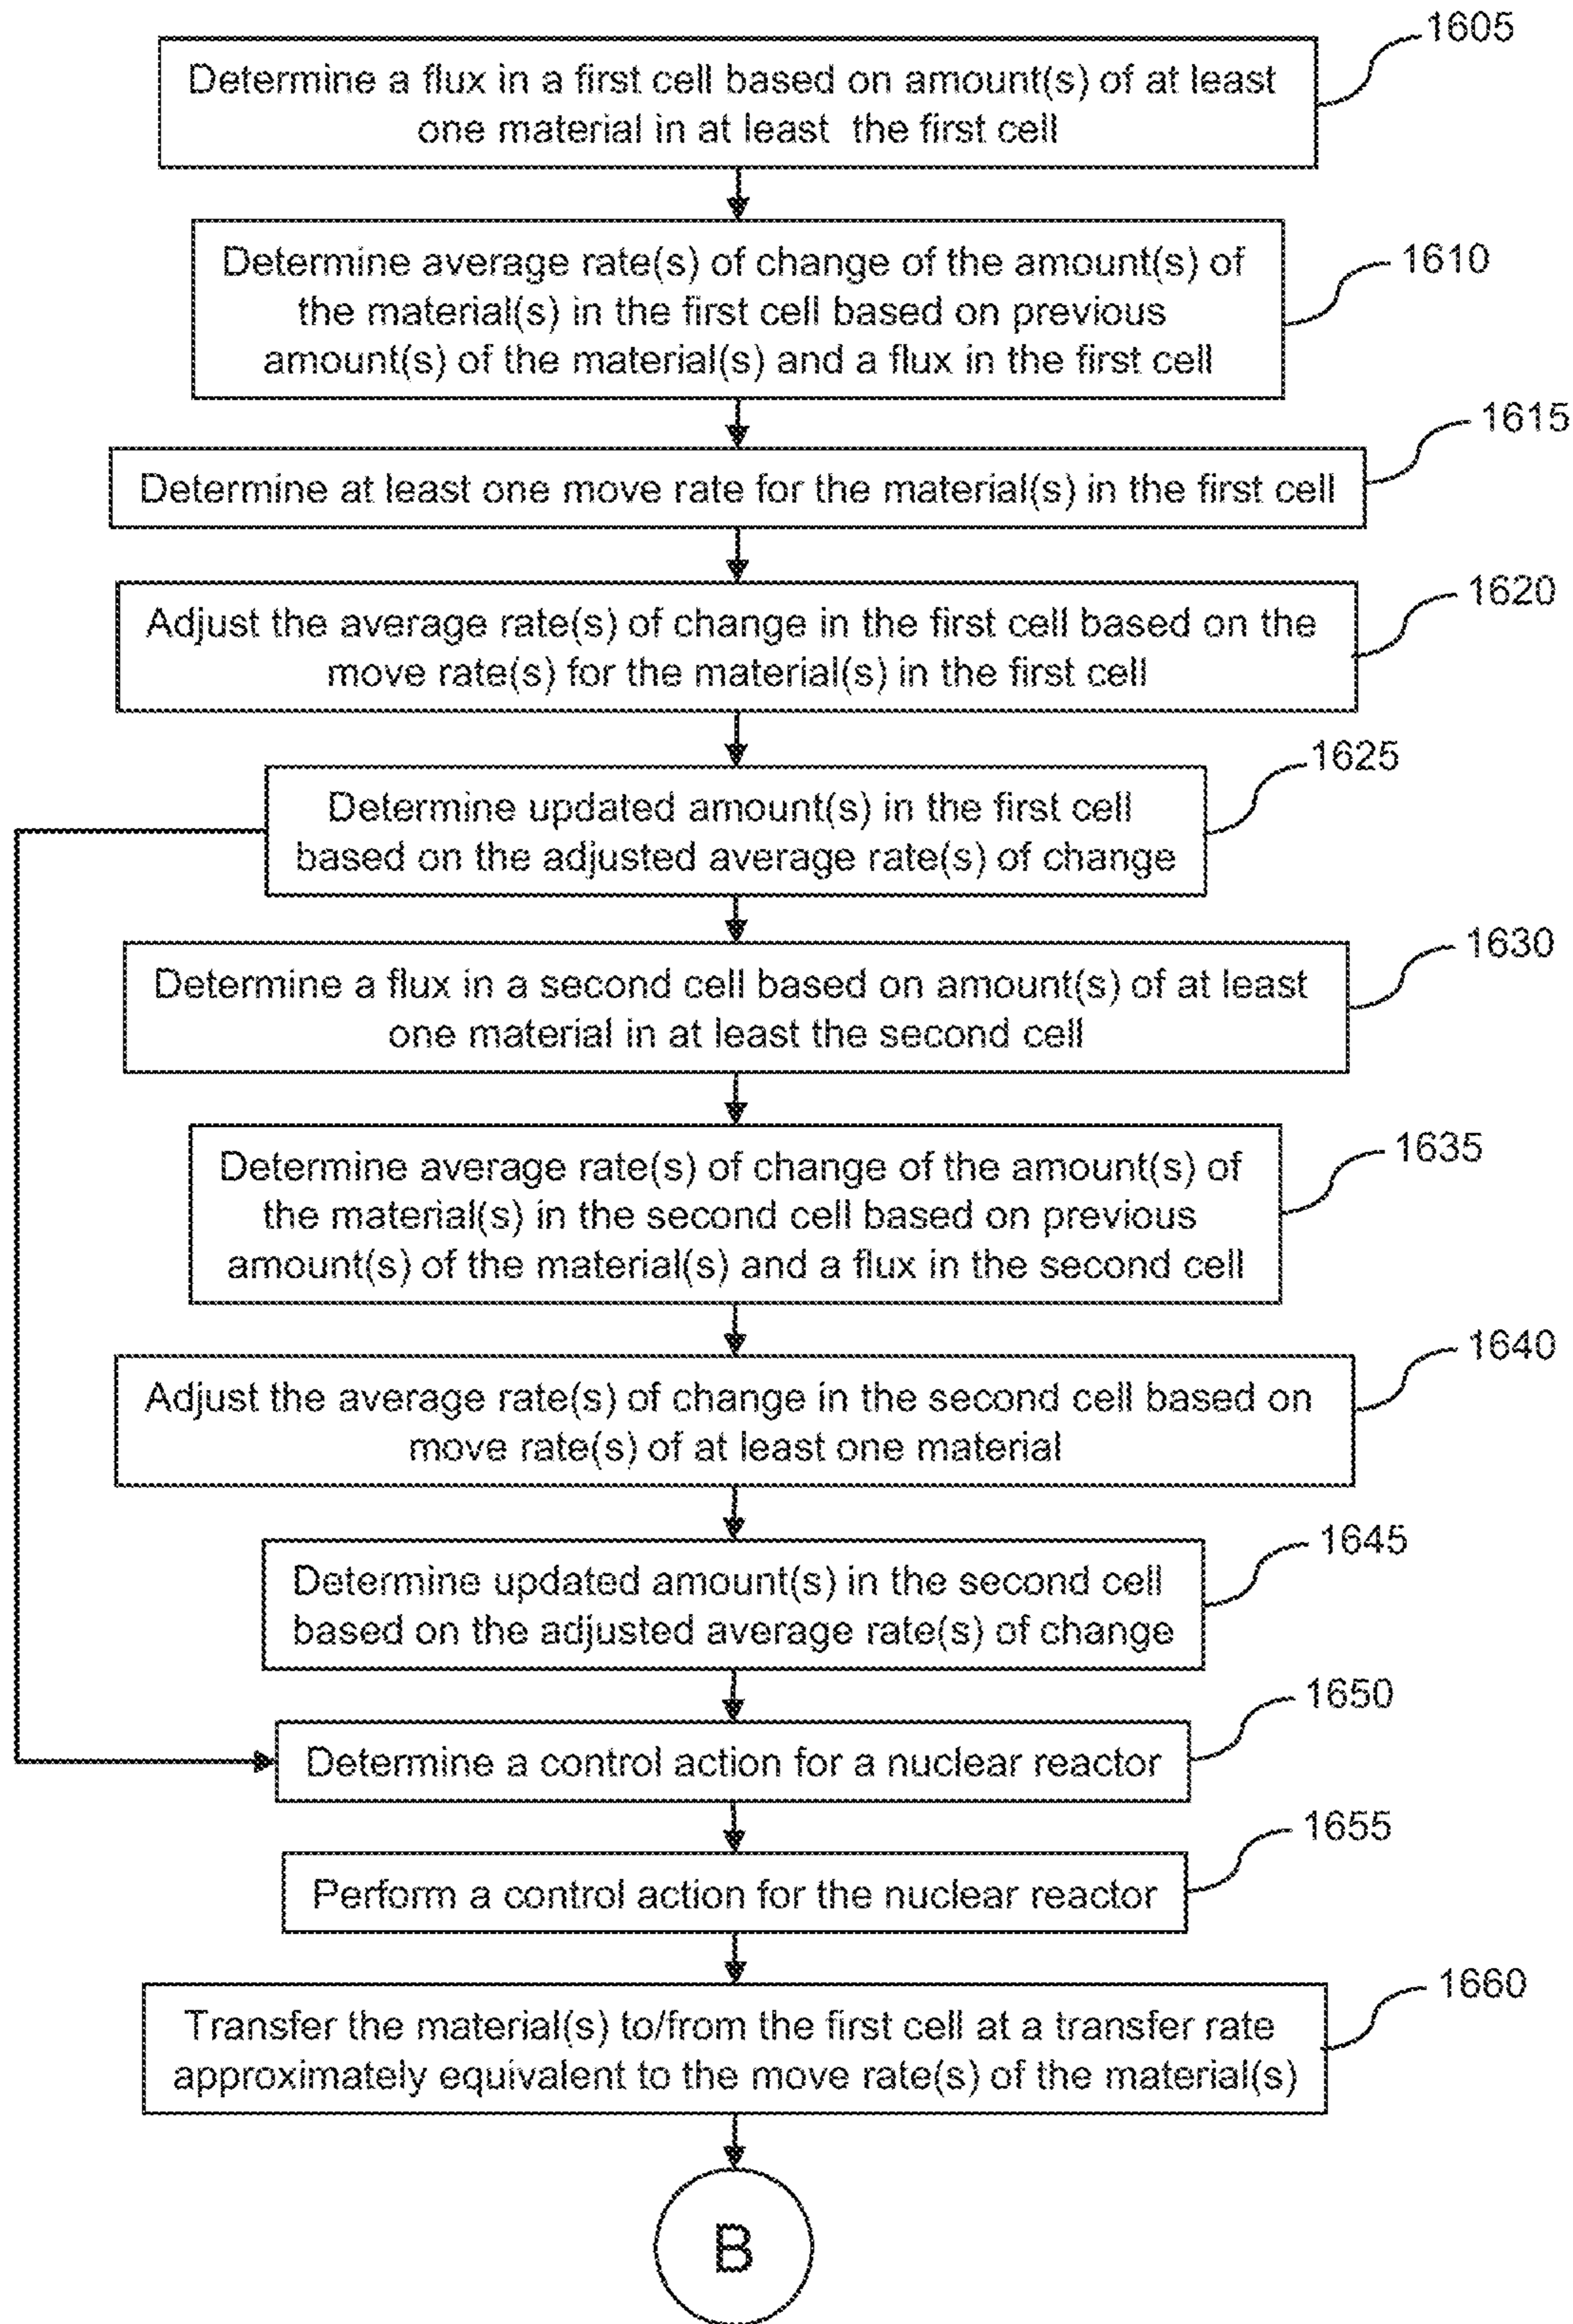 1605
Determine a flux in a first cell based on amount(s) of at least
one material in at least the first cell
1610
Determine average rate(s) of change of the amount(s) of
the material(s) in the first cell based on previous
amount(s) of the material(s) and a flux in the first cell
1615
Determine at least one move rate for the material(s) in the first cell
1620
Adjust the average rate(s) of change in the first cell based on the
move rate(s) for the material(s) in the first cell
1625
Determine updated amount(s) in the first cell
based on the adjusted average rate(s) of change
1630
Determine a flux in a second cell based on amount(s) of at least
one material in at least the second cell
1635
Determine average rate(s) of change of the amount(s) of
the material(s) in the second cell based on previous
amount(s) of the material(s) and a flux in the second cell
1640
Adjust the average rate(s) of change in the second cell based on
move rate(s) of at least one material
1645
Determine updated amount(s) in the second cell
based on the adjusted average rate(s) of change
1650
Determine a control action for a nuclear reactor
1655
Perform a control action for the nuclear reactor
1660
Transfer the material(s) to/from the first cell at a transfer rate
approximately equivalent to the move rate(s) of the material(s)
B